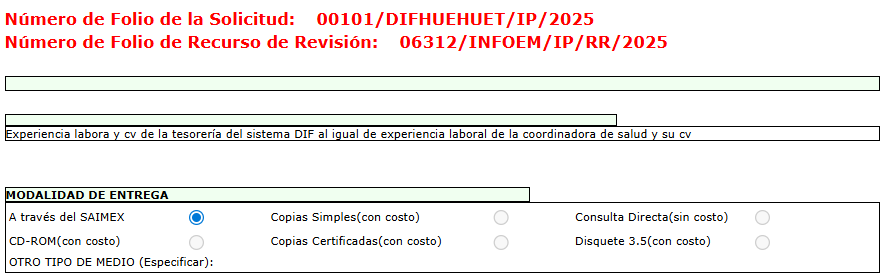 Número de Folio de la Solicitud: 00101/DIFHUEHUET/IP/2025
Número de Folio de Recurso de Revisión: 06312/INFOEM/IP/RR/2025
Experiencia labora y cv de la tesorería del sistema DIF al igual de experiencia laboral de la coordinadora de salud y su cv
MODALIDAD DE ENTREGA
A través del SAIMEX Copias Simples(con costo) Consulta Directa(sin costo)
CD-ROM(con costo) Copias Certificadas(con costo) Disquete 3.5(con costo)
OTRO TIPO DE MEDIO (Especificar):